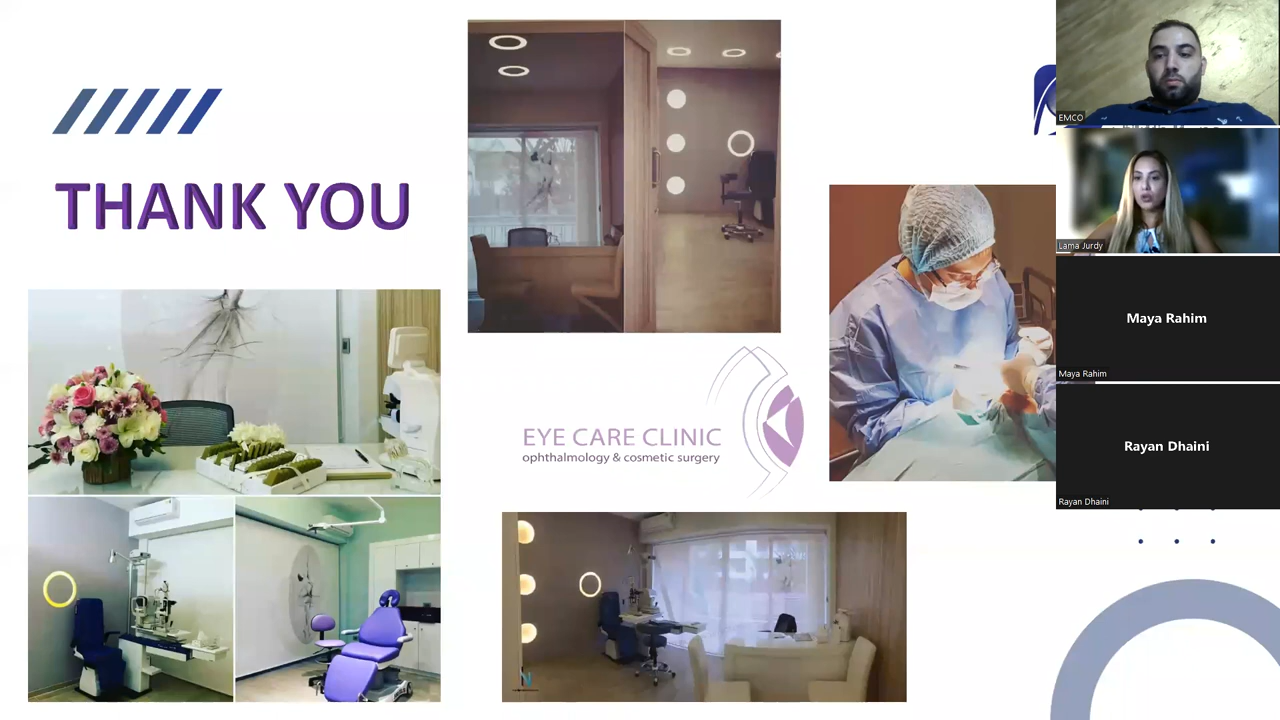 THANK YOU
EYE CARE CLINIC
ophthalmology & cosmetic surgery
EMCO
Lama Jurdy
Maya Rahim
Maya Rahim
Rayan Dhaini
Rayan Dhaini